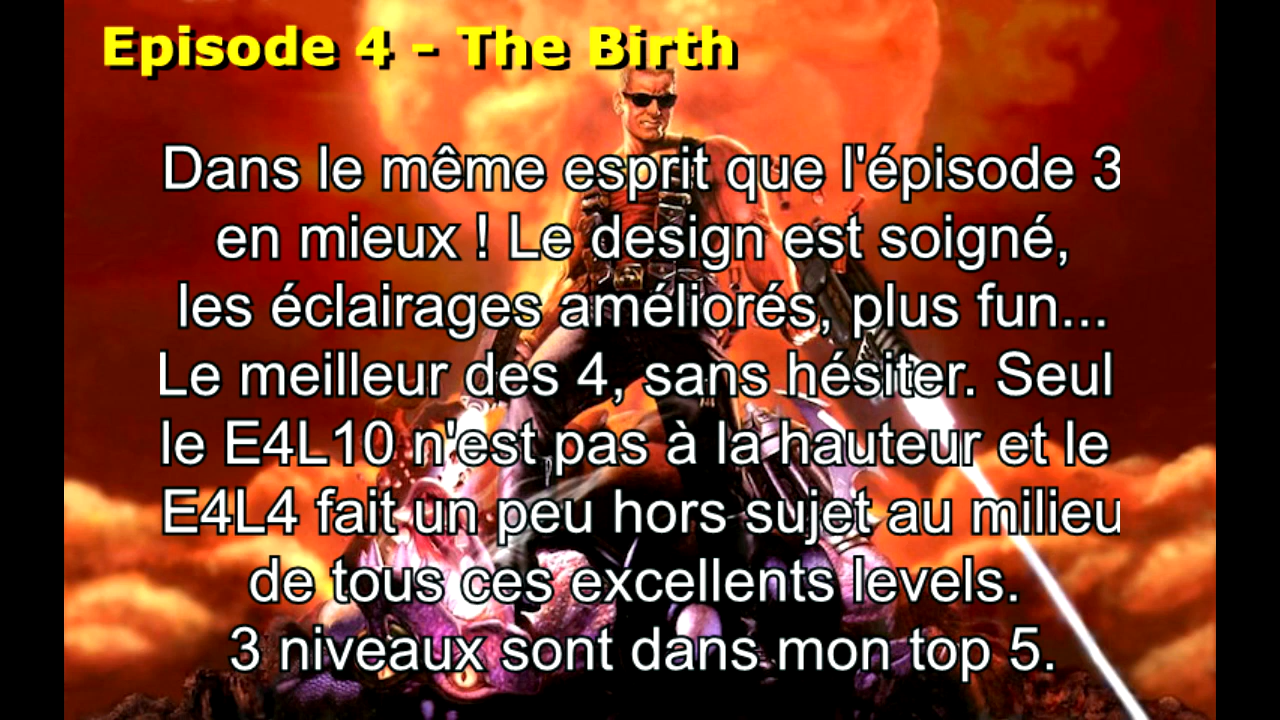 Episode 4 - The Birth
Dans le même esprit que l'épisode 3
en mieux ! Le design est soigné,
les éclairages améliorés, plus fun...
Le meilleur des 4, sans hésiter. Seul
le E4L10 n'est pas à la hauteur et le
E4L4 fait un peu hors sujet au milieu
de tous ces excellents levels.
3 niveaux sont dans mon top 5.